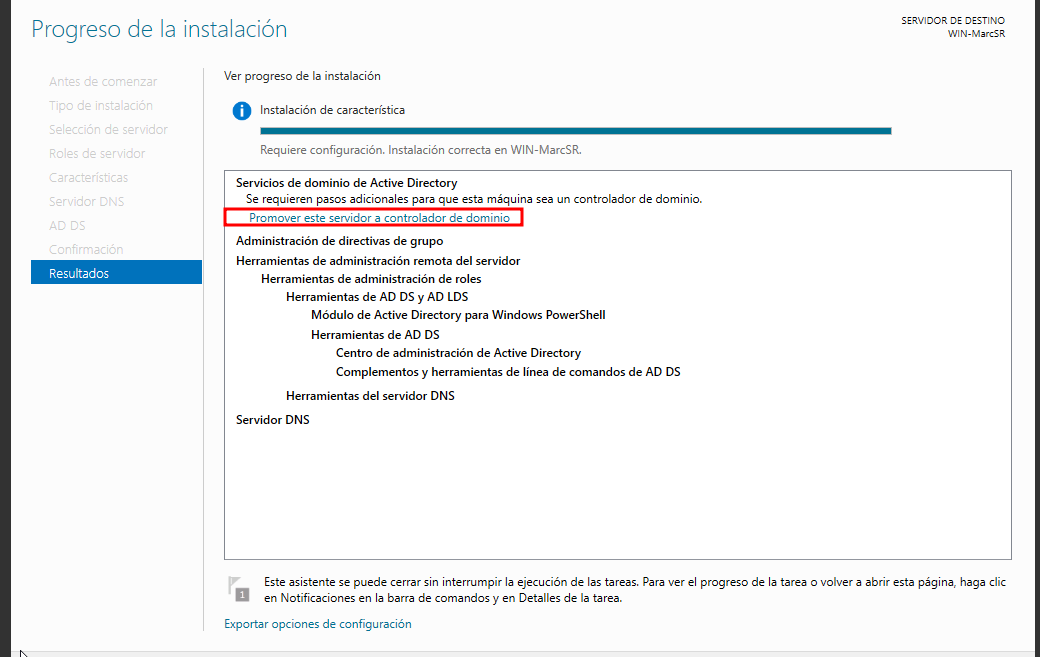 Progreso de la instalación
SERVIDOR DE DESTINO
WIN-MarcSR
Antes de comenzar
Tipo de instalación
Selección de servidor
Roles de servidor
Características
Servidor DNS
AD DS
Confirmación
Resultados
Ver progreso de la instalación
Instalación de característica
Requiere configuración. Instalación correcta en WIN-MarcSR.
Servicios de dominio de Active Directory
Se requieren pasos adicionales para que esta máquina sea un controlador de dominio.
Promover este servidor a controlador de dominio
Administración de directivas de grupo
Herramientas de administración remota del servidor
Herramientas de administración de roles
Herramientas de AD DS y AD LDS
Módulo de Active Directory para Windows PowerShell
Herramientas de AD DS
Centro de administración de Active Directory
Complementos y herramientas de línea de comandos de AD DS
Herramientas del servidor DNS
Servidor DNS
1
Este asistente se puede cerrar sin interrumpir la ejecución de las tareas. Para ver el progreso de la tarea o volver a abrir esta página, haga clic
en Notificaciones en la barra de comandos y en Detalles de la tarea.
Exportar opciones de configuración